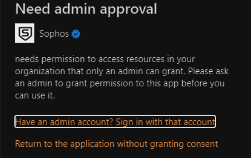 Need admin approval
Sophos
needs permission to access resources in your
organization that only an admin can grant. Please ask
an admin to grant permission to this app before you
can use it.
Have an admin account? Sign in with that account
Return to the application without granting consent